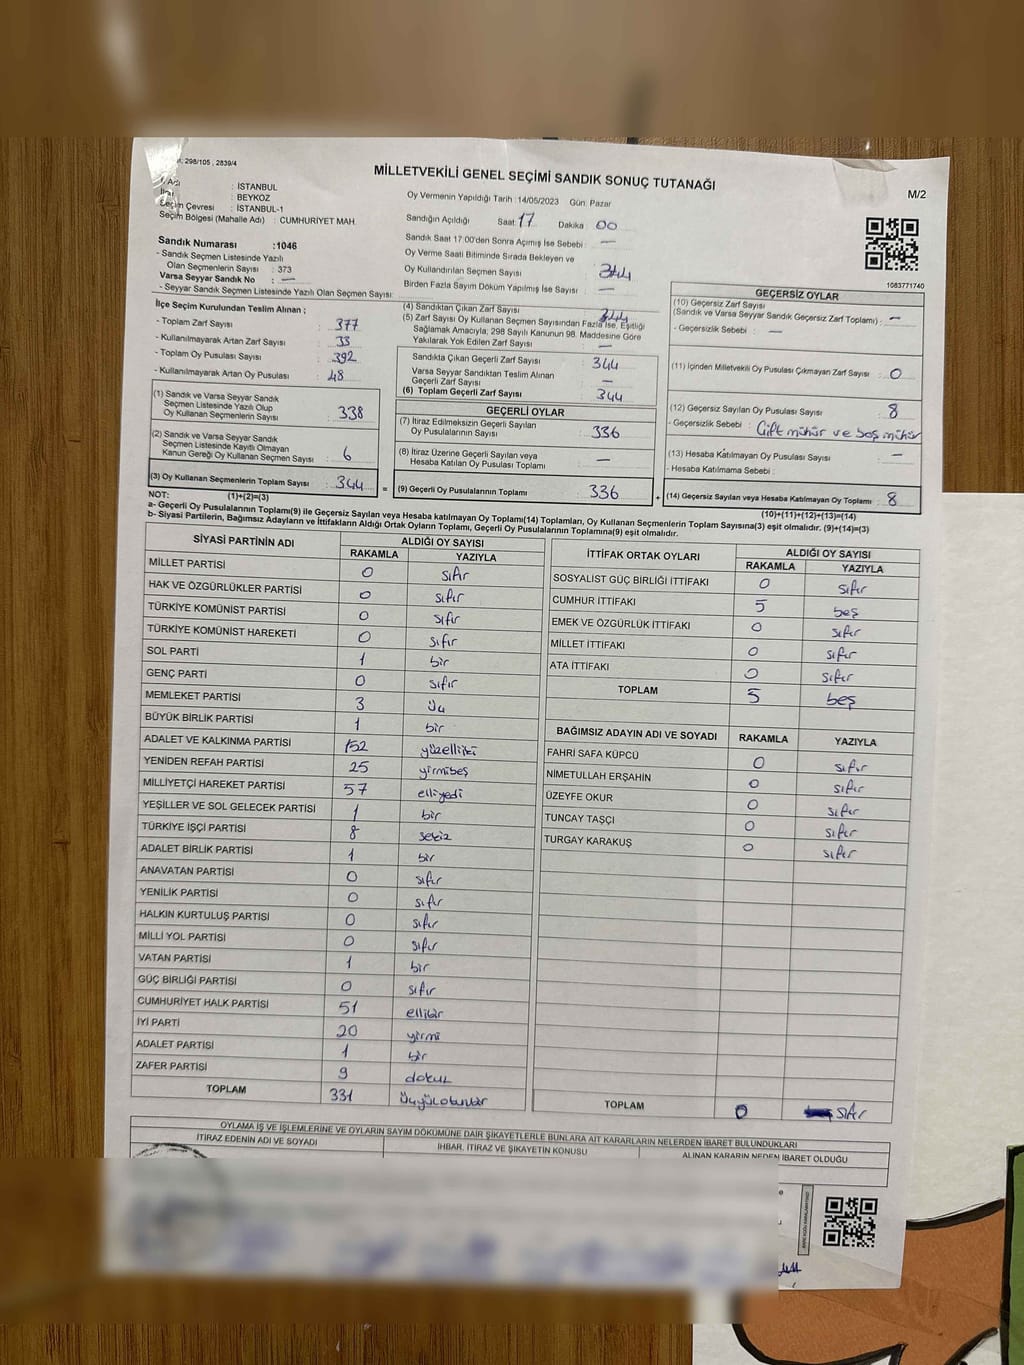 298/105 , 2839/4
MİLLETVEKİLİ GENEL SEÇİMİ SANDIK SONUÇ TUTANAĞI
M/2
İl Adı : İSTANBUL
İlçesi : BEYKOZ
Seçim Çevresi : İSTANBUL-1
Seçim Bölgesi (Mahalle Adı) : CUMHURİYET MAH.
Sandık Numarası :1046
- Sandık Seçmen Listesinde Yazılı
Olan Seçmenlerin Sayısı : 373
Varsa Seyyar Sandık No : —
- Seyyar Sandık Seçmen Listesinde Yazılı Olan Seçmen Sayısı:
Oy Vermenin Yapıldığı Tarih :14/05/2023 Gün: Pazar
Sandığın Açıldığı Saat: 17 Dakika : 00
Sandık Saat 17:00'den Sonra Açımış İse Sebebi : —
Oy Verme Saati Bitiminde Sırada Bekleyen ve
Oy Kullandırılan Seçmen Sayısı : 344
Birden Fazla Sayım Döküm Yapılmış İse Sayısı : —
1083771740
İlçe Seçim Kurulundan Teslim Alınan :
- Toplam Zarf Sayısı : 377
- Kullanılmayarak Artan Zarf Sayısı : 33
- Toplam Oy Pusulası Sayısı : 392
- Kullanılmayarak Artan Oy Pusulası : 48
(1) Sandık ve Varsa Seyyar Sandık
Seçmen Listesinde Yazılı Olup
Oy Kullanan Seçmenlerin Sayısı : 338
(2) Sandık ve Varsa Seyyar Sandık
Seçmen Listesinde Kayıtlı Olmayan
Kanun Gereği Oy Kullanan Seçmen Sayısı : 6
(3) Oy Kullanan Seçmenlerin Toplam Sayısı : 344 =
(4) Sandıktan Çıkan Zarf Sayısı : 344
(5) Zarf Sayısı Oy Kullanan Seçmen Sayısından Fazla İse, Eşitliği
Sağlamak Amacıyla; 298 Sayılı Kanunun 98. Maddesine Göre
Yakılarak Yok Edilen Zarf Sayısı : —
Sandıkta Çıkan Geçerli Zarf Sayısı : 344
Varsa Seyyar Sandıktan Teslim Alınan
Geçerli Zarf Sayısı : —
(6) Toplam Geçerli Zarf Sayısı : 344
GEÇERLİ OYLAR
(7) İtiraz Edilmeksizin Geçerli Sayılan
Oy Pusulalarının Sayısı : 336
(8) İtiraz Üzerine Geçerli Sayılan veya
Hesaba Katılan Oy Pusulası Toplamı : —
(9) Geçerli Oy Pusulalarının Toplamı : 336 +
GEÇERSİZ OYLAR
(10) Geçersiz Zarf Sayısı
(Sandık ve Varsa Seyyar Sandık Geçersiz Zarf Toplamı) : —
- Geçersizlik Sebebi : —
(11) İçinden Milletvekili Oy Pusulası Çıkmayan Zarf Sayısı : 0
(12) Geçersiz Sayılan Oy Pusulası Sayısı : 8
- Geçersizlik Sebebi : Çift mühür ve boş mühür
(13) Hesaba Katılmayan Oy Pusulası Sayısı : —
- Hesaba Katılmama Sebebi :
(14) Geçersiz Sayılan veya Hesaba Katılmayan Oy Toplamı : 8
NOT: (1)+(2)=(3)
(10)+(11)+(12)+(13)=(14)
a- Geçerli Oy Pusulaların Toplamı(9) ile Geçersiz Sayılan veya Hesaba Katılmayan Oy Toplamı(14) Toplamları, Oy Kullanan Seçmenlerin Toplam Sayısına(3) eşit olmalıdır. (9)+(14)=(3)
b- Siyasi Partilerin, Bağımsız Adayların ve İttifakların Aldığı Ortak Oyların Toplamı, Geçerli Oy Pusulalarının Toplamına(9) eşit olmalıdır.
SİYASİ PARTİNİN ADI ALDIĞI OY SAYISI
RAKAMLA YAZIYLA
MİLLET PARTİSİ 0 sıfır
HAK VE ÖZGÜRLÜKLER PARTİSİ 0 sıfır
TÜRKİYE KOMÜNİST PARTİSİ 0 sıfır
TÜRKİYE KOMÜNİST HAREKETİ 0 sıfır
SOL PARTİ 1 bir
GENÇ PARTİ 0 sıfır
MEMLEKET PARTİSİ 3 üç
BÜYÜK BİRLİK PARTİSİ 1 bir
ADALET VE KALKINMA PARTİSİ 152 yüzelliiki
YENİDEN REFAH PARTİSİ 25 yirmibeş
MİLLİYETÇİ HAREKET PARTİSİ 57 elliyedi
YEŞİLLER VE SOL GELECEK PARTİSİ 1 bir
TÜRKİYE İŞÇİ PARTİSİ 8 sekiz
ADALET BİRLİK PARTİSİ 1 bir
ANAVATAN PARTİSİ 0 sıfır
YENİLİK PARTİSİ 0 sıfır
HALKIN KURTULUŞ PARTİSİ 0 sıfır
MİLLİ YOL PARTİSİ 0 sıfır
VATAN PARTİSİ 1 bir
GÜÇ BİRLİĞİ PARTİSİ 0 sıfır
CUMHURİYET HALK PARTİSİ 51 ellibir
İYİ PARTİ 20 yirmi
ADALET PARTİSİ 1 bir
ZAFER PARTİSİ 9 dokuz
TOPLAM 331 Üçyüzotuzbir
İTTİFAK ORTAK OYLARI ALDIĞI OY SAYISI
RAKAMLA YAZIYLA
SOSYALİST GÜÇ BİRLİĞİ İTTİFAKI 0 sıfır
CUMHUR İTTİFAKI 5 beş
EMEK VE ÖZGÜRLÜK İTTİFAKI 0 sıfır
MİLLET İTTİFAKI 0 sıfır
ATA İTTİFAKI 0 sıfır
TOPLAM 5 beş
BAĞIMSIZ ADAYIN ADI VE SOYADI RAKAMLA YAZIYLA
FAHRİ SAFA KÜPCÜ 0 sıfır
NİMETULLAH ERŞAHİN 0 sıfır
ÜZEYFE OKUR 0 sıfır
TUNCAY TAŞÇI 0 sıfır
TURGAY KARAKUŞ 0 sıfır
TOPLAM 0 sıfır
OYLAMA İŞ VE İŞLEMLERİNE VE OYLARIN SAYIM DÖKÜMÜNE DAİR ŞİKAYETLERLE BUNLARA AİT KARARLARIN NELERDEN İBARET BULUNDUKLARI
İTİRAZ EDENİN ADI VE SOYADI İHBAR, İTİRAZ VE ŞİKAYETİN KONUSU ALINAN KARARIN NEDEN İBARET OLDUĞU